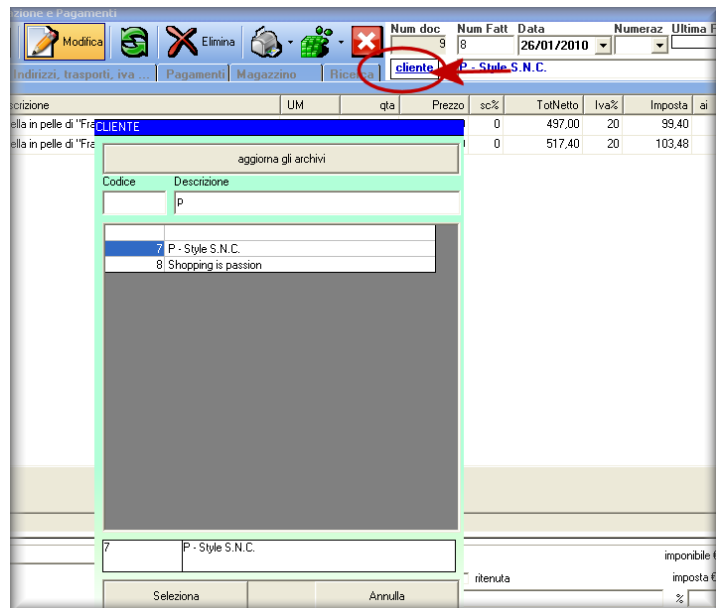 zione e Pagamenti
Modifica
Elimina
Num doc Num Fatt Data Numeraz Ultima F
9 8 26/01/2010
Indirizzi, trasporti, iva ... Pagamenti Magazzino Ricerca cliente P - Style S.N.C.
scrizione UM qta Prezzo sc% TotNetto Iva% Imposta ai
ella in pelle di "Fra 0 497,00 20 99,40
ella in pelle di "Fra 0 517,40 20 103,48
CLIENTE
aggiorna gli archivi
Codice Descrizione
p
7 P - Style S.N.C.
8 Shopping is passion
7 P - Style S.N.C.
imponibile €
ritenuta imposta €
Seleziona Annulla
%